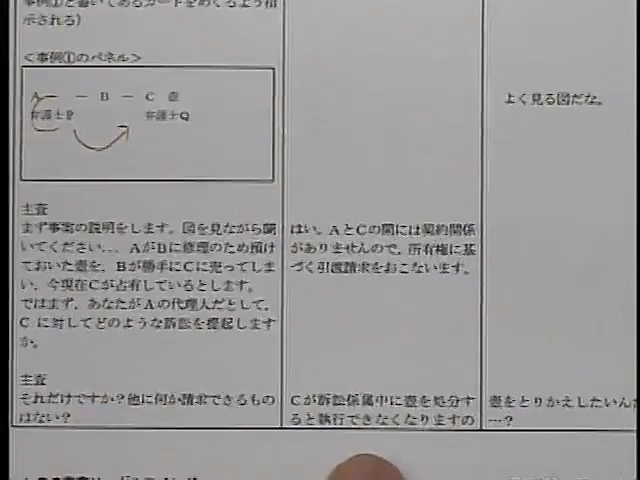 事例①と書いてあるカードをめくるよう指
示される）
＜事例①のパネル＞
A－ － B － C 壺
弁護士P 弁護士Q
よく見る図だな。
主査
まず事案の説明をします。図を見ながら聞
いてください…。AがBに修理のため預け
ておいた壺を、Bが勝手にCに売ってしま
い、今現在Cが占有しているとします。
ではまず、あなたがAの代理人だとして、
C に対してどのような訴訟を提起します
か。
はい。AとCの間には契約関係
がありませんので、所有権に基
づく引渡請求をおこないます。
主査
それだけですか？他に何か請求できるもの
はない？
Cが訴訟係属中に壺を処分す
ると執行できなくなりますの
壺をとりかえしたいんだ
…？